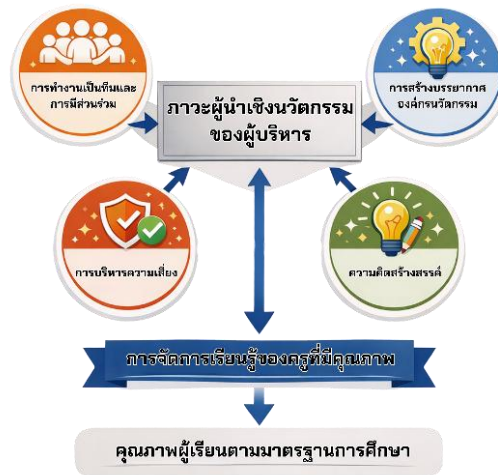 การทำงานเป็นทีมและ
การมีส่วนร่วม
การสร้างบรรยากาศ
องค์กรนวัตกรรม
ภาวะผู้นำเชิงนวัตกรรม
ของผู้บริหาร
การบริหารความเสี่ยง
ความคิดสร้างสรรค์
การจัดการเรียนรู้ของครูที่มีคุณภาพ
คุณภาพผู้เรียนตามมาตรฐานการศึกษา